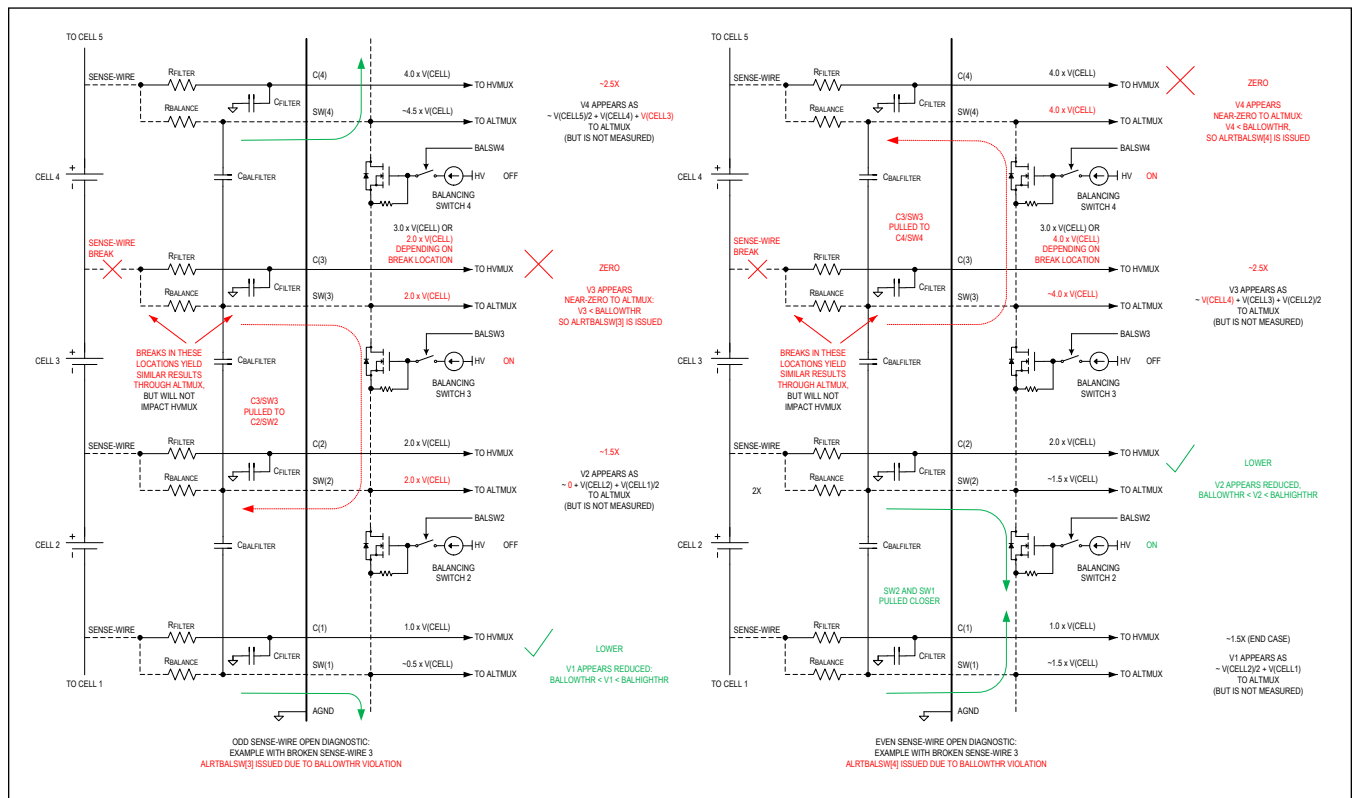 TO CELL 5
SENSE-WIRE
RFILTER
C(4)
4.0 x V(CELL)
TO HVMUX
~2.5X
V4 APPEARS AS
~ V(CELL5)/2 + V(CELL4) + V(CELL3)
TO ALTMUX
(BUT IS NOT MEASURED)
CFILTER
RBALANCE
SW(4)
~4.5 x V(CELL)
TO ALTMUX
BALSW4
HV
OFF
BALANCING
SWITCH 4
CELL 4
+
-
CBALFILTER
SENSE-WIRE
BREAK
RFILTER
C(3)
3.0 x V(CELL) OR
2.0 x V(CELL)
DEPENDING ON
BREAK LOCATION
TO HVMUX
ZERO
V3 APPEARS
NEAR-ZERO TO ALTMUX:
V3 < BALLOWTHR
SO ALRTBALSW[3] IS ISSUED
CFILTER
RBALANCE
SW(3)
2.0 x V(CELL)
TO ALTMUX
BALSW3
HV
ON
BALANCING
SWITCH 3
CELL 3
+
-
CBALFILTER
BREAKS IN THESE
LOCATIONS YIELD
SIMILAR RESULTS
THROUGH ALTMUX,
BUT WILL NOT
IMPACT HVMUX
C3/SW3
PULLED TO
C2/SW2
SENSE-WIRE
RFILTER
C(2)
2.0 x V(CELL)
TO HVMUX
~1.5X
V2 APPEARS AS
~ 0 + V(CELL2) + V(CELL1)/2
TO ALTMUX
(BUT IS NOT MEASURED)
CFILTER
RBALANCE
SW(2)
2.0 x V(CELL)
TO ALTMUX
BALSW2
HV
OFF
BALANCING
SWITCH 2
CELL 2
+
-
CBALFILTER
SENSE-WIRE
RFILTER
C(1)
1.0 x V(CELL)
TO HVMUX
LOWER
V1 APPEARS REDUCED:
BALLOWTHR < V1 < BALHIGHTHR
CFILTER
RBALANCE
SW(1)
~0.5 x V(CELL)
TO ALTMUX
TO CELL 1
AGND
ODD SENSE-WIRE OPEN DIAGNOSTIC:
EXAMPLE WITH BROKEN SENSE-WIRE 3
ALRTBALSW[3] ISSUED DUE TO BALLOWTHR VIOLATION
TO CELL 5
SENSE-WIRE
RFILTER
C(4)
4.0 x V(CELL)
TO HVMUX
ZERO
V4 APPEARS
NEAR-ZERO TO ALTMUX:
V4 < BALLOWTHR,
SO ALRTBALSW[4] IS ISSUED
CFILTER
RBALANCE
SW(4)
4.0 x V(CELL)
TO ALTMUX
BALSW4
HV
ON
BALANCING
SWITCH 4
CELL 4
+
-
CBALFILTER
C3/SW3
PULLED TO
C4/SW4
SENSE-WIRE
BREAK
RFILTER
C(3)
3.0 x V(CELL) OR
4.0 x V(CELL)
DEPENDING ON
BREAK LOCATION
TO HVMUX
~2.5X
V3 APPEARS AS
~ V(CELL4) + V(CELL3) + V(CELL2)/2
TO ALTMUX
(BUT IS NOT MEASURED)
CFILTER
RBALANCE
SW(3)
~4.0 x V(CELL)
TO ALTMUX
BALSW3
HV
OFF
BALANCING
SWITCH 3
CELL 3
+
-
CBALFILTER
BREAKS IN THESE
LOCATIONS YIELD
SIMILAR RESULTS
THROUGH ALTMUX,
BUT WILL NOT
IMPACT HVMUX
SENSE-WIRE
RFILTER
C(2)
2.0 x V(CELL)
TO HVMUX
LOWER
V2 APPEARS REDUCED,
BALLOWTHR < V2 < BALHIGHTHR
CFILTER
RBALANCE
SW(2)
~1.5 x V(CELL)
TO ALTMUX
2X
BALSW2
HV
ON
BALANCING
SWITCH 2
CELL 2
+
-
CBALFILTER
SW2 AND SW1
PULLED CLOSER
SENSE-WIRE
RFILTER
C(1)
1.0 x V(CELL)
TO HVMUX
~1.5X (END CASE)
V1 APPEARS AS
~ V(CELL2)/2 + V(CELL1)
TO ALTMUX
(BUT IS NOT MEASURED)
CFILTER
RBALANCE
SW(1)
~1.5 x V(CELL)
TO ALTMUX
TO CELL 1
AGND
EVEN SENSE-WIRE OPEN DIAGNOSTIC:
EXAMPLE WITH BROKEN SENSE-WIRE 3
ALRTBALSW[4] ISSUED DUE TO BALLOWTHR VIOLATION